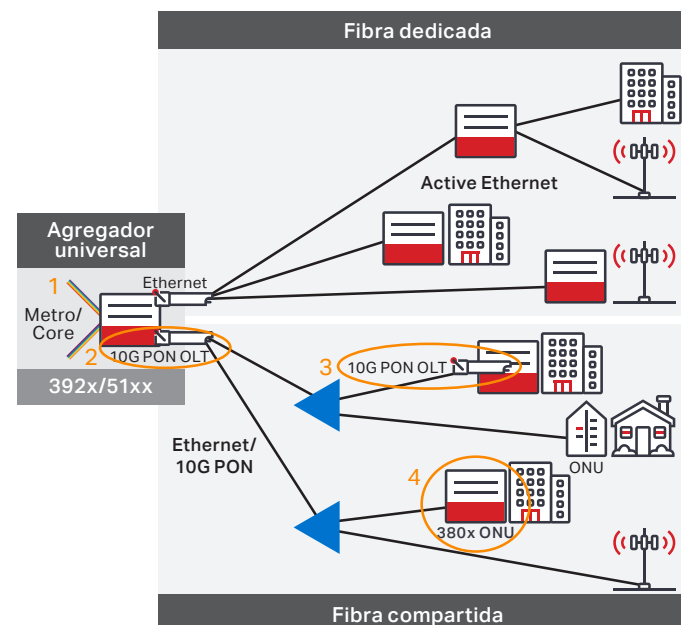 Fibra dedicada
Active Ethernet
Agregador
universal
Ethernet
1
Metro/
Core
2
10G PON OLT
392x/51xx
3
10G PON OLT
ONU
Ethernet/
10G PON
4
380x ONU
Fibra compartida